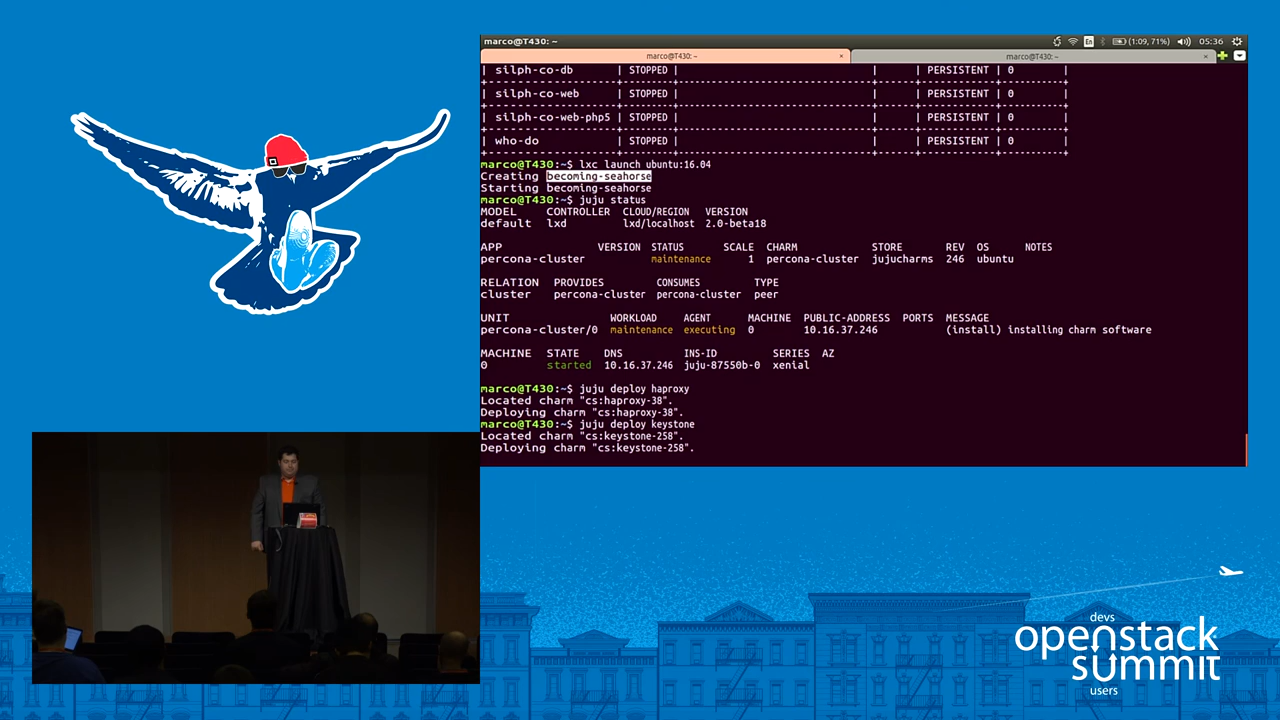 marco@T430: ~
En
(1:09, 71%)
05:36
marco@T430: ~ ×
marco@T430: ~ ×
| silph-co-db | STOPPED | | | PERSISTENT | 0 |
| silph-co-web | STOPPED | | | PERSISTENT | 0 |
| silph-co-web-php5 | STOPPED | | | PERSISTENT | 0 |
| who-do | STOPPED | | | PERSISTENT | 0 |
marco@T430:~$ lxc launch ubuntu:16.04
Creating becoming-seahorse
Starting becoming-seahorse
marco@T430:~$ juju status
MODEL CONTROLLER CLOUD/REGION VERSION
default lxd lxd/localhost 2.0-beta18
APP VERSION STATUS SCALE CHARM STORE REV OS NOTES
percona-cluster maintenance 1 percona-cluster jujucharms 246 ubuntu
RELATION PROVIDES CONSUMES TYPE
cluster percona-cluster percona-cluster peer
UNIT WORKLOAD AGENT MACHINE PUBLIC-ADDRESS PORTS MESSAGE
percona-cluster/0 maintenance executing 0 10.16.37.246 (install) installing charm software
MACHINE STATE DNS INS-ID SERIES AZ
0 started 10.16.37.246 juju-87550b-0 xenial
marco@T430:~$ juju deploy haproxy
Located charm "cs:haproxy-38".
Deploying charm "cs:haproxy-38".
marco@T430:~$ juju deploy keystone
Located charm "cs:keystone-258".
Deploying charm "cs:keystone-258".
devs
openstack
summit
users